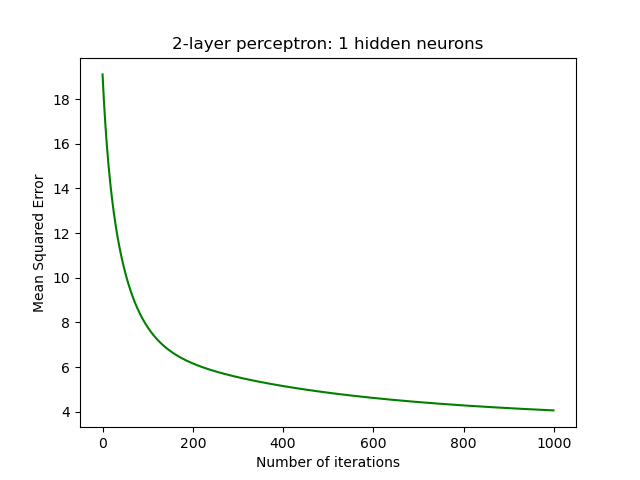 2-layer perceptron: 1 hidden neurons
18
16
14
12
10
8
6
4
Mean Squared Error
0 200 400 600 800 1000
Number of iterations